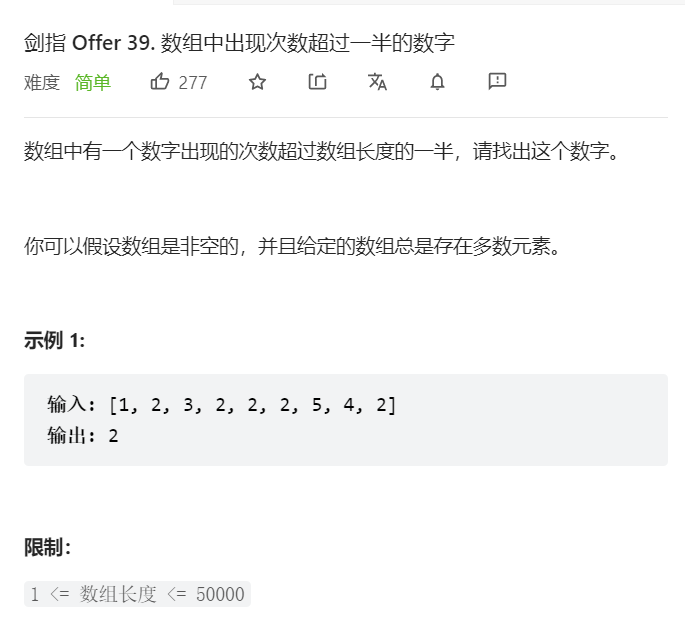 剑指 Offer 39. 数组中出现次数超过一半的数字
难度 简单 277
数组中有一个数字出现的次数超过数组长度的一半，请找出这个数字。
你可以假设数组是非空的，并且给定的数组总是存在多数元素。
示例 1:
输入: [1, 2, 3, 2, 2, 2, 5, 4, 2]
输出: 2
限制：
1 <= 数组长度 <= 50000